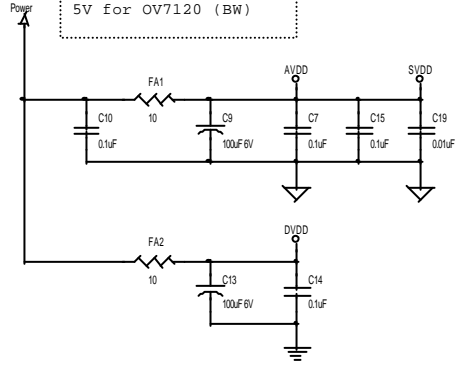 Power
5V for OV7120 (BW)
FA1
10
AVDD
SVDD
C10
0.1uF
C9
100uF 6V
C7
0.1uF
C15
0.1uF
C19
0.01uF
FA2
10
DVDD
C13
100uF 6V
C14
0.1uF